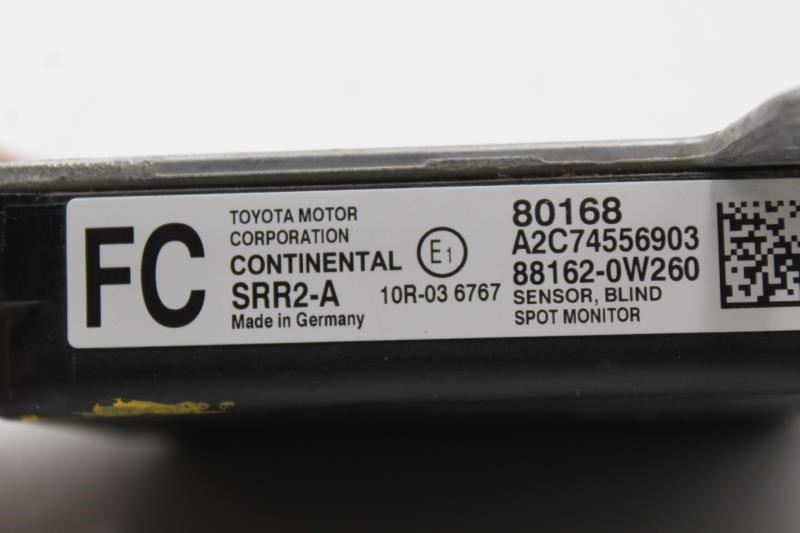 FC
TOYOTA MOTOR
CORPORATION
CONTINENTAL
SRR2-A
Made in Germany
E1
10R-03 6767
80168
A2C74556903
88162-0W260
SENSOR, BLIND
SPOT MONITOR